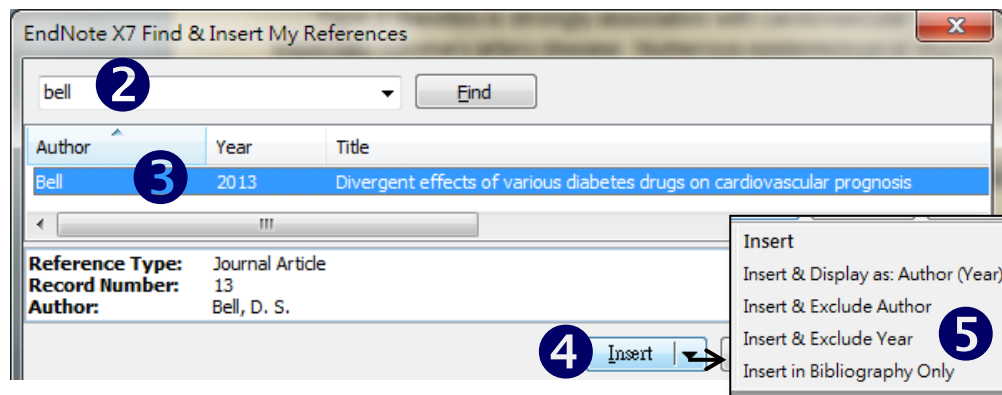 EndNote X7 Find & Insert My References
bell
2
Find
Author Year Title
3
Bell 2013 Divergent effects of various diabetes drugs on cardiovascular prognosis
Reference Type: Journal Article
Record Number: 13
Author: Bell, D. S.
4
Insert
Insert
Insert & Display as: Author (Year)
Insert & Exclude Author
Insert & Exclude Year
5
Insert in Bibliography Only